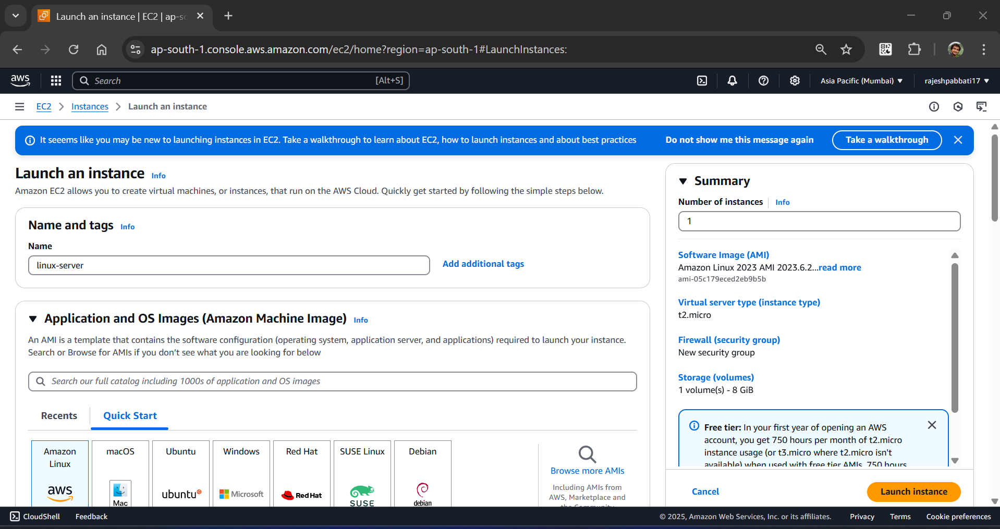 Launch an instance | EC2 | ap-so
ap-south-1.console.aws.amazon.com/ec2/home?region=ap-south-1#LaunchInstances:
aws
Search
[Alt+S]
Asia Pacific (Mumbai)
rajeshpabbati17
EC2
Instances
Launch an instance
It seeems like you may be new to launching instances in EC2. Take a walkthrough to learn about EC2, how to launch instances and about best practices
Do not show me this message again
Take a walkthrough
Launch an instance Info
Amazon EC2 allows you to create virtual machines, or instances, that run on the AWS Cloud. Quickly get started by following the simple steps below.
Name and tags Info
Name
linux-server
Add additional tags
Application and OS Images (Amazon Machine Image) Info
An AMI is a template that contains the software configuration (operating system, application server, and applications) required to launch your instance.
Search or Browse for AMIs if you don’t see what you are looking for below
Search our full catalog including 1000s of application and OS images
Recents
Quick Start
Amazon
Linux
aws
macOS
Mac
Ubuntu
ubuntu
Windows
Microsoft
Red Hat
Red Hat
SUSE Linux
SUSE
Debian
debian
Browse more AMIs
Including AMIs from
AWS, Marketplace and
the Community
Summary
Number of instances Info
1
Software Image (AMI)
Amazon Linux 2023 AMI 2023.6.2...read more
ami-05c179eced2eb9b5b
Virtual server type (instance type)
t2.micro
Firewall (security group)
New security group
Storage (volumes)
1 volume(s) - 8 GiB
Free tier: In your first year of opening an AWS
account, you get 750 hours per month of t2.micro
instance usage (or t3.micro where t2.micro isn't
available) when used with free tier AMIs, 750 hours
Cancel
Launch instance
CloudShell
Feedback
© 2025, Amazon Web Services, Inc. or its affiliates.
Privacy
Terms
Cookie preferences